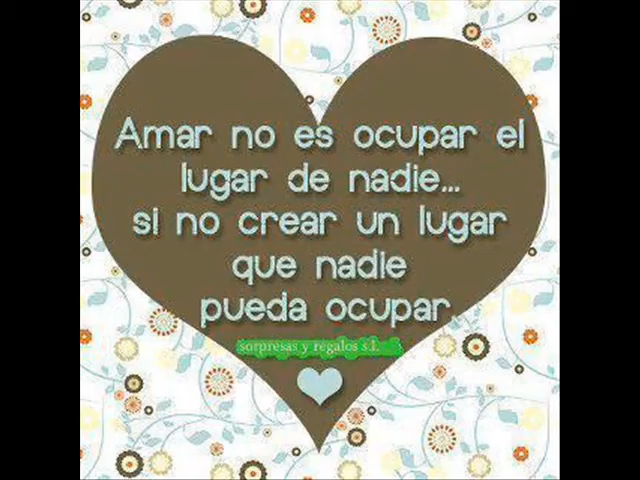 Amar no es ocupar el
lugar de nadie...
si no crear un lugar
que nadie
pueda ocupar.
sorpresas y regalos s.l.